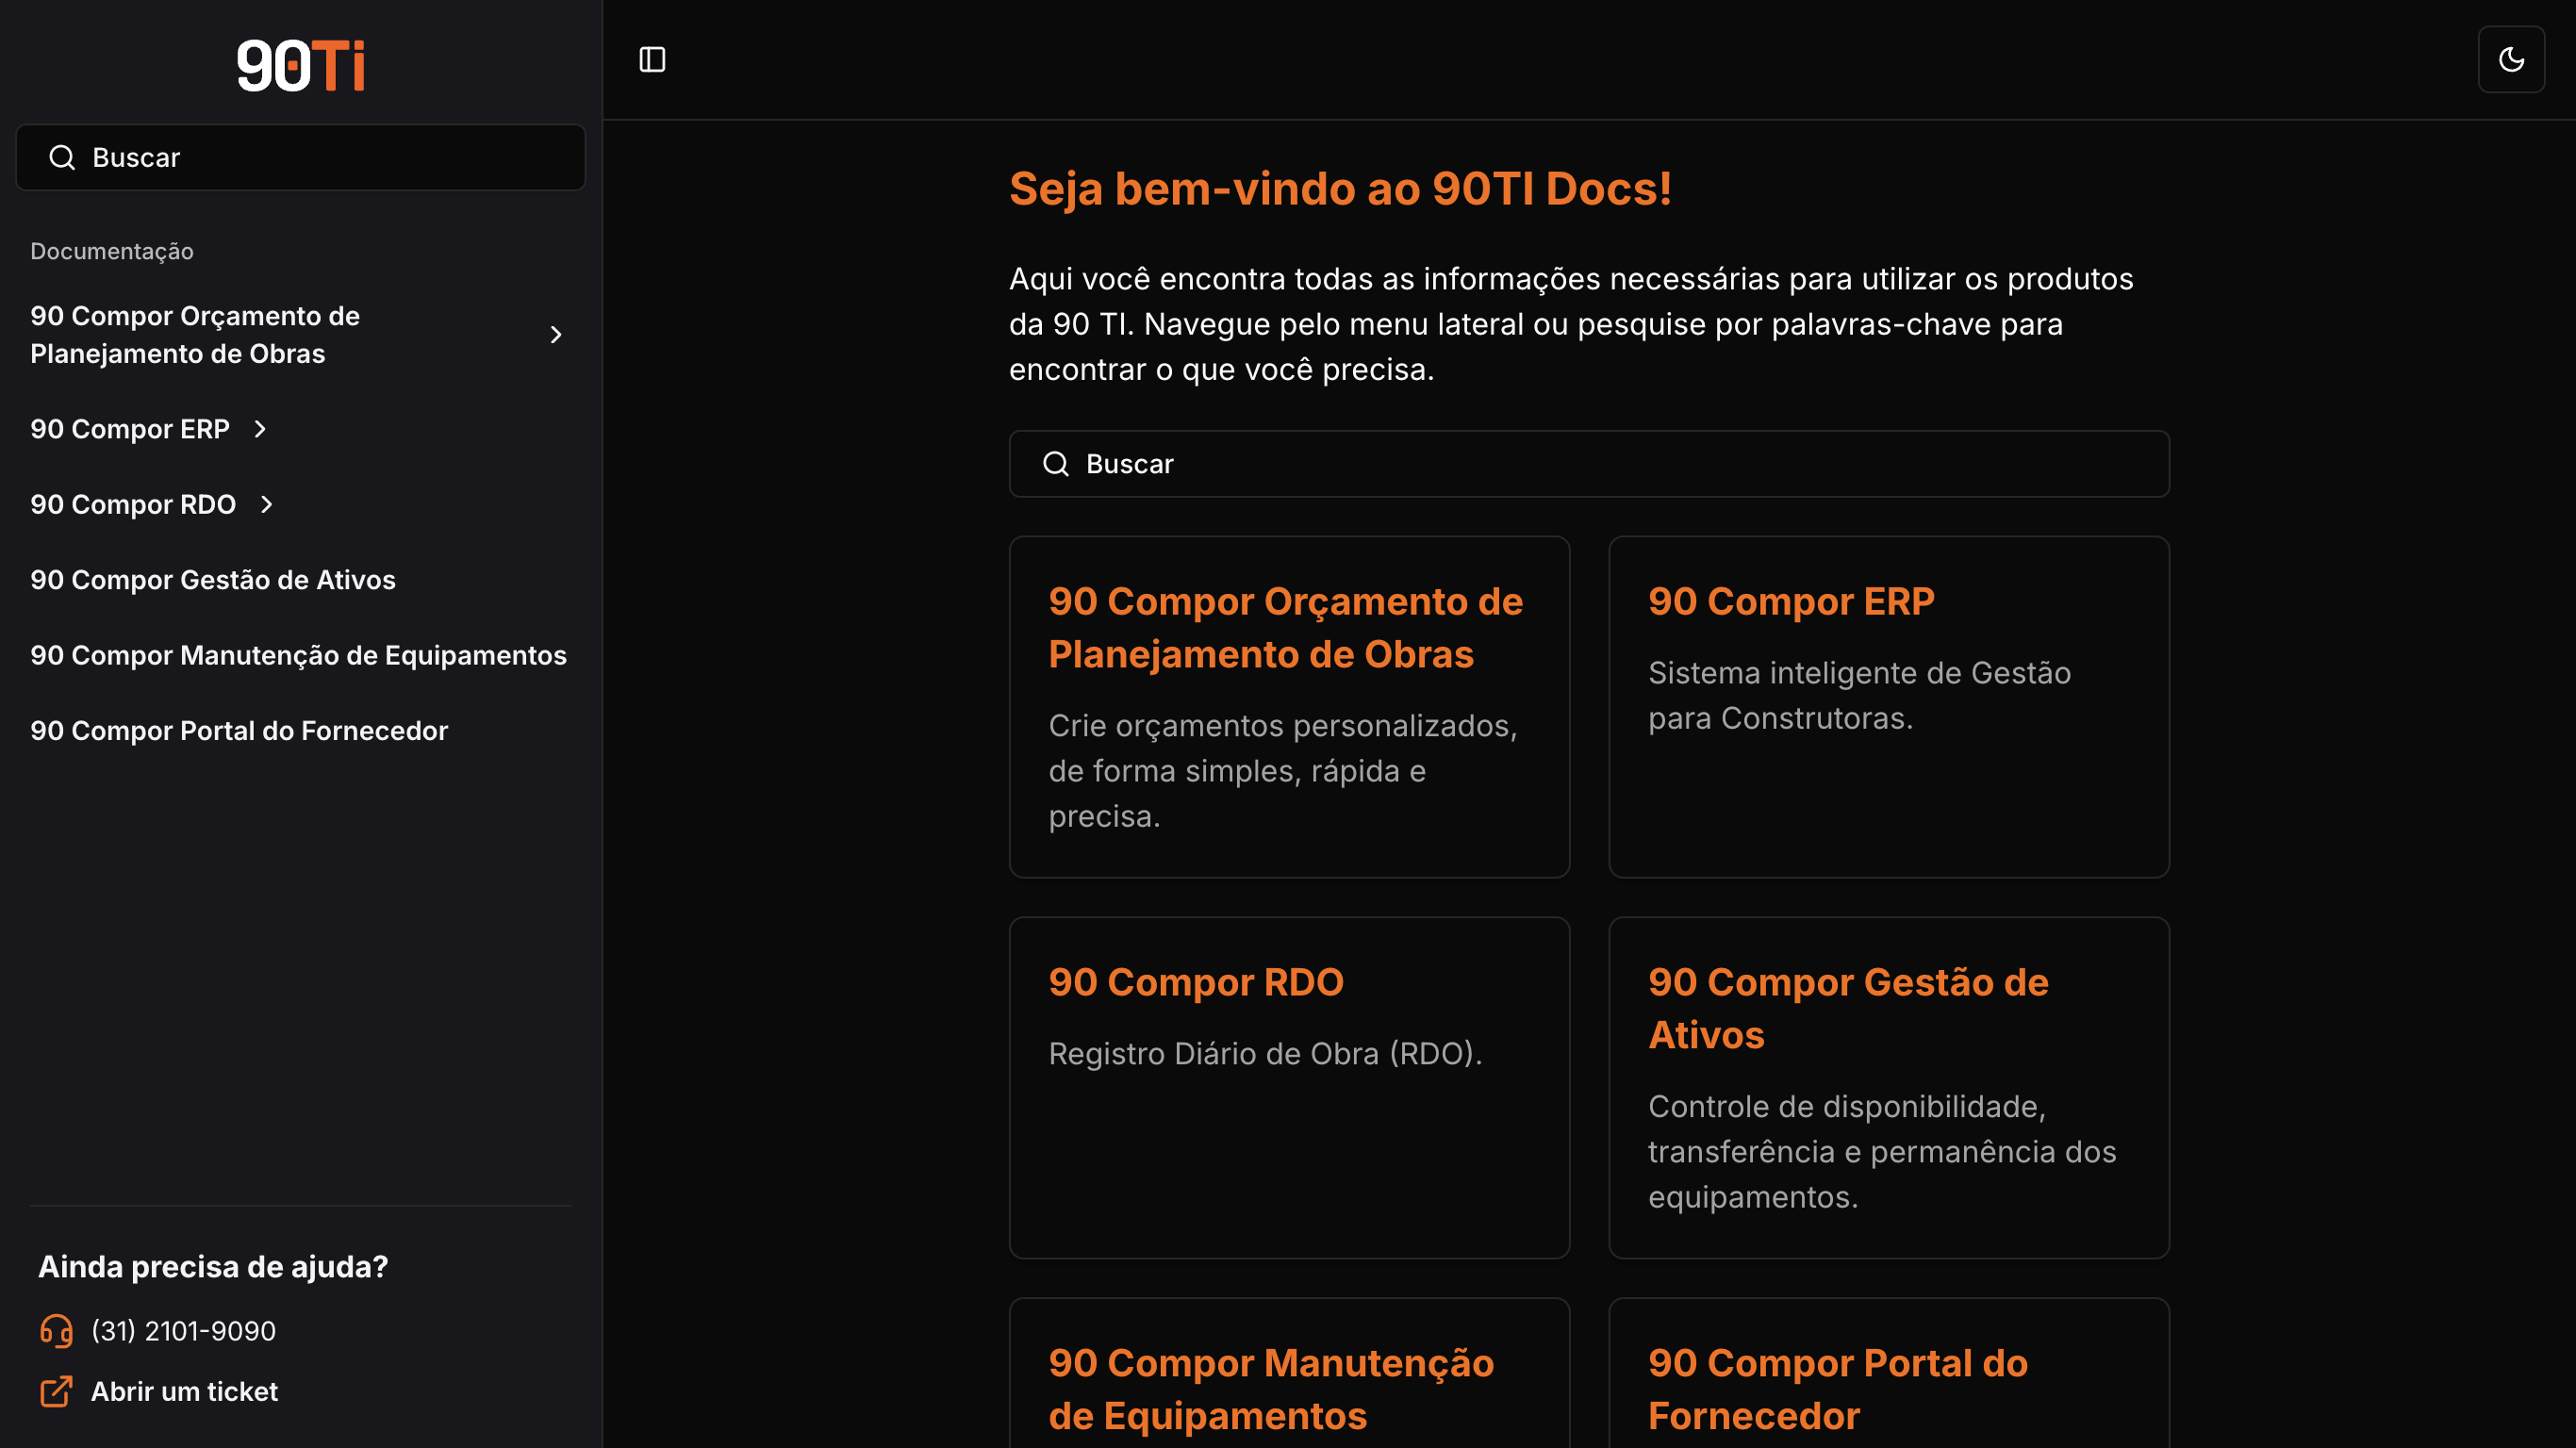 90Ti
Buscar
Documentação
90 Compor Orçamento de
Planejamento de Obras
90 Compor ERP
90 Compor RDO
90 Compor Gestão de Ativos
90 Compor Manutenção de Equipamentos
90 Compor Portal do Fornecedor
Ainda precisa de ajuda?
(31) 2101-9090
Abrir um ticket
Seja bem-vindo ao 90TI Docs!
Aqui você encontra todas as informações necessárias para utilizar os produtos
da 90 TI. Navegue pelo menu lateral ou pesquise por palavras-chave para
encontrar o que você precisa.
Buscar
90 Compor Orçamento de
Planejamento de Obras
Crie orçamentos personalizados,
de forma simples, rápida e
precisa.
90 Compor ERP
Sistema inteligente de Gestão
para Construtoras.
90 Compor RDO
Registro Diário de Obra (RDO).
90 Compor Gestão de
Ativos
Controle de disponibilidade,
transferência e permanência dos
equipamentos.
90 Compor Manutenção
de Equipamentos
90 Compor Portal do
Fornecedor